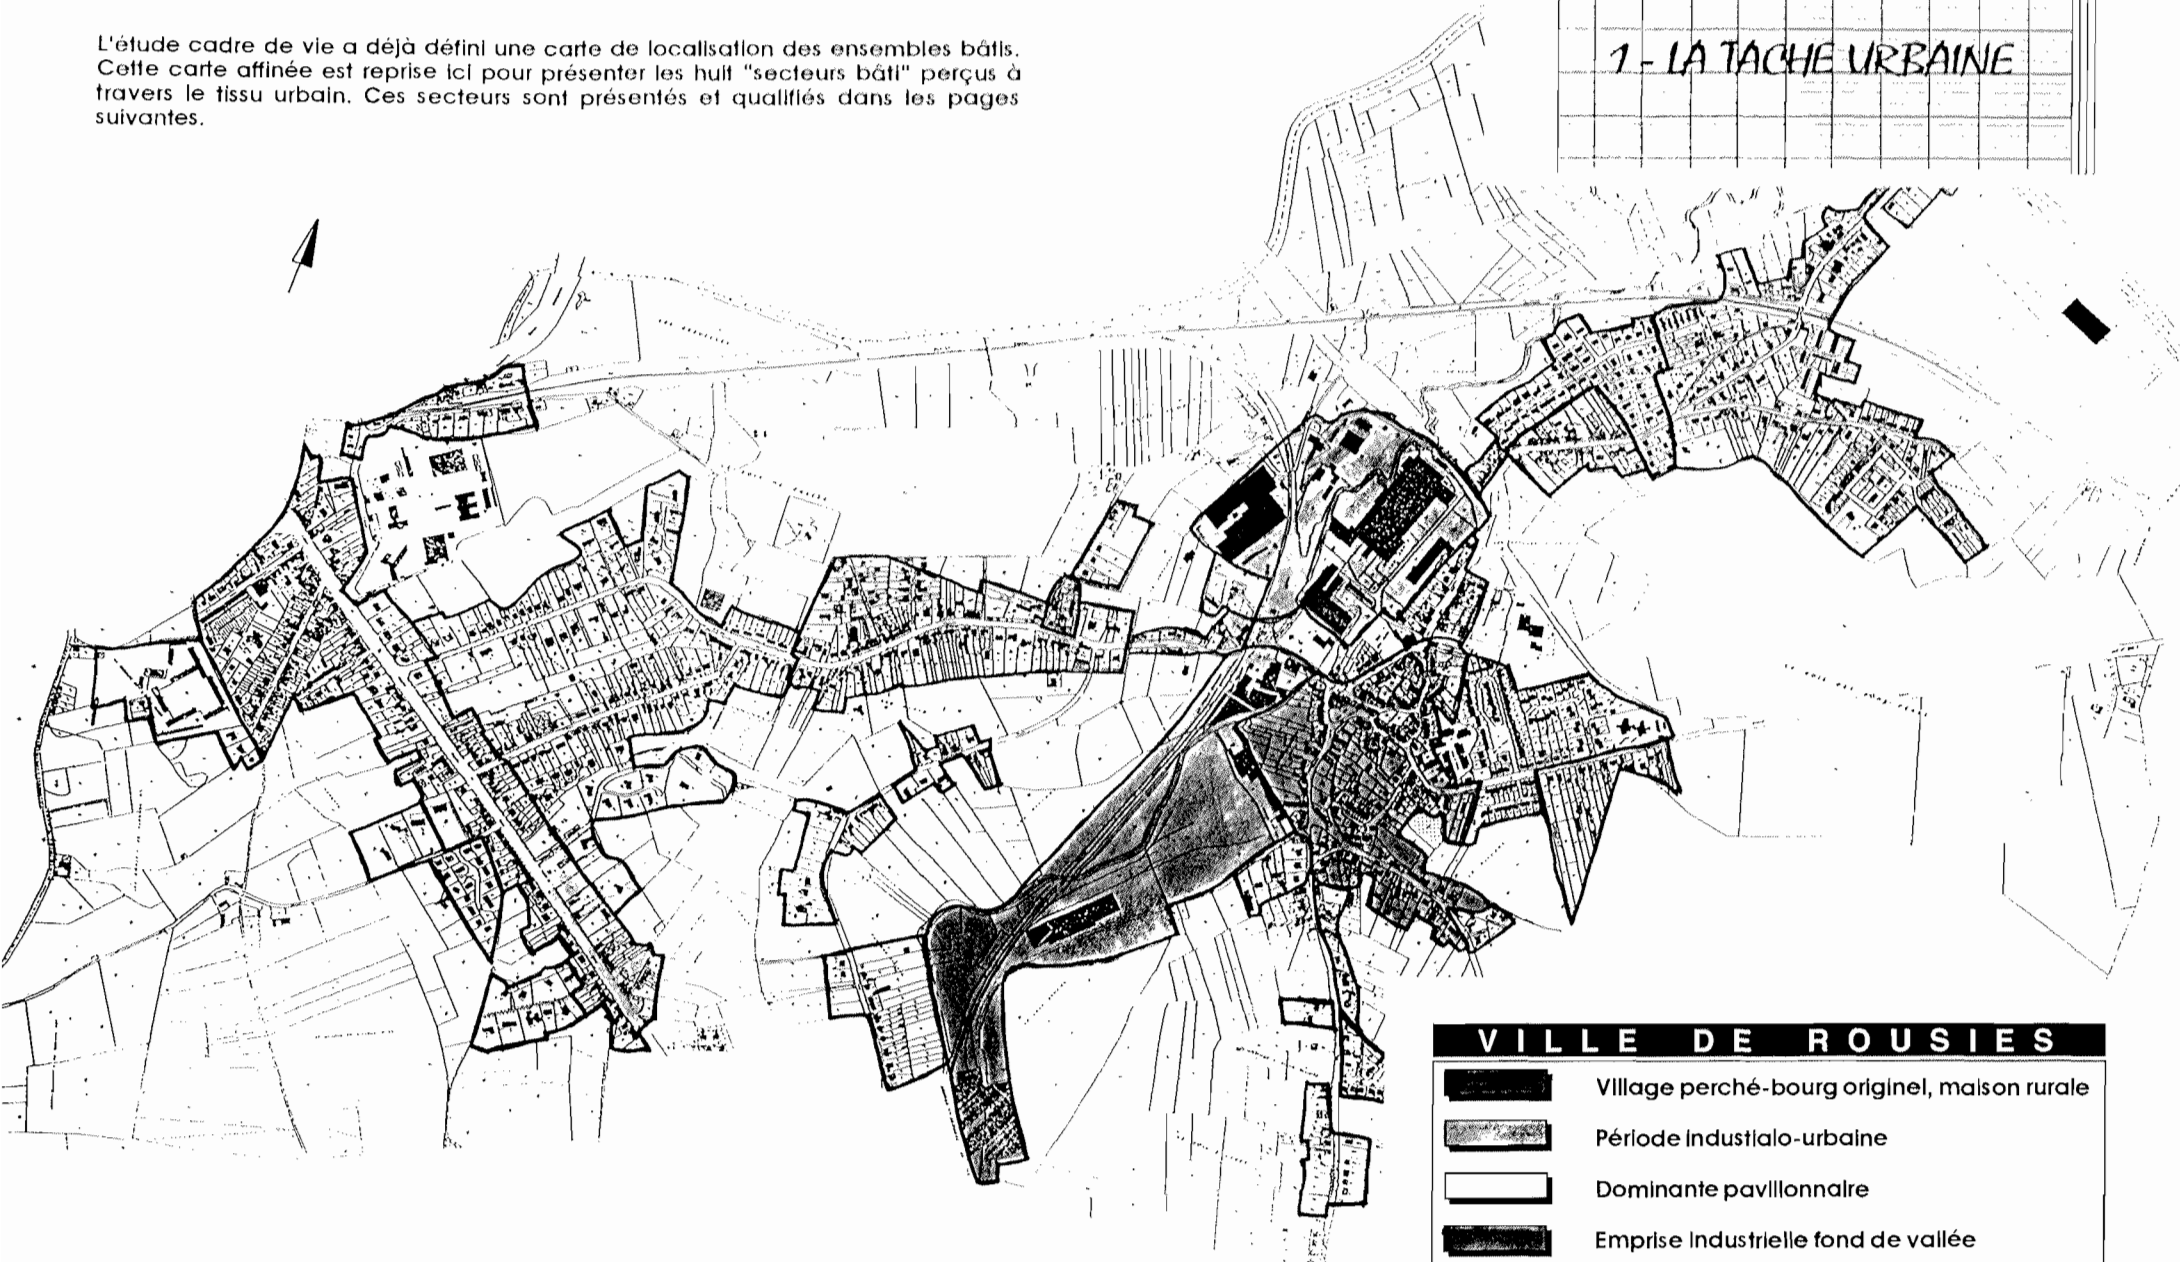 L'étude cadre de vie a déjà défini une carte de localisation des ensembles bâtis.
Cette carte affinée est reprise ici pour présenter les huit "secteurs bâti" perçus à
travers le tissu urbain. Ces secteurs sont présentés et qualifiés dans les pages
suivantes.
1 - LA TACHE URBAINE
VILLE DE ROUSIES
Village perché-bourg originel, maison rurale
Période industialo-urbaine
Dominante pavillonnaire
Emprise industrielle fond de vallée